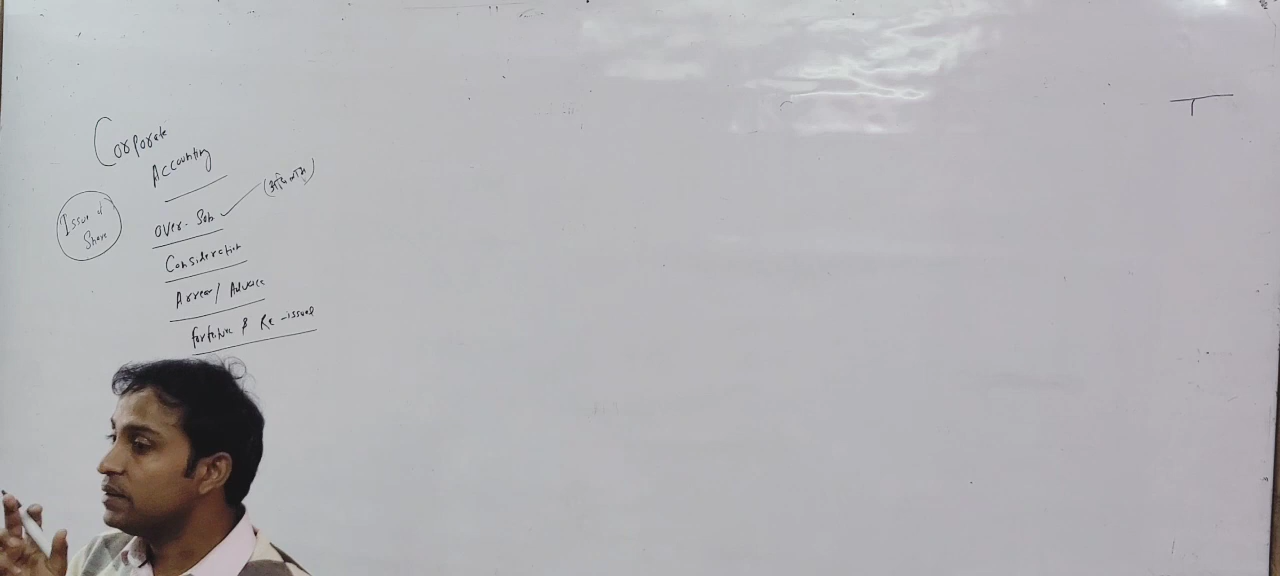 Corporate
Accounting
Issue of
Share
Over-Sub
Consideration
Arrear/ Advance
forfeiture & Re-issued